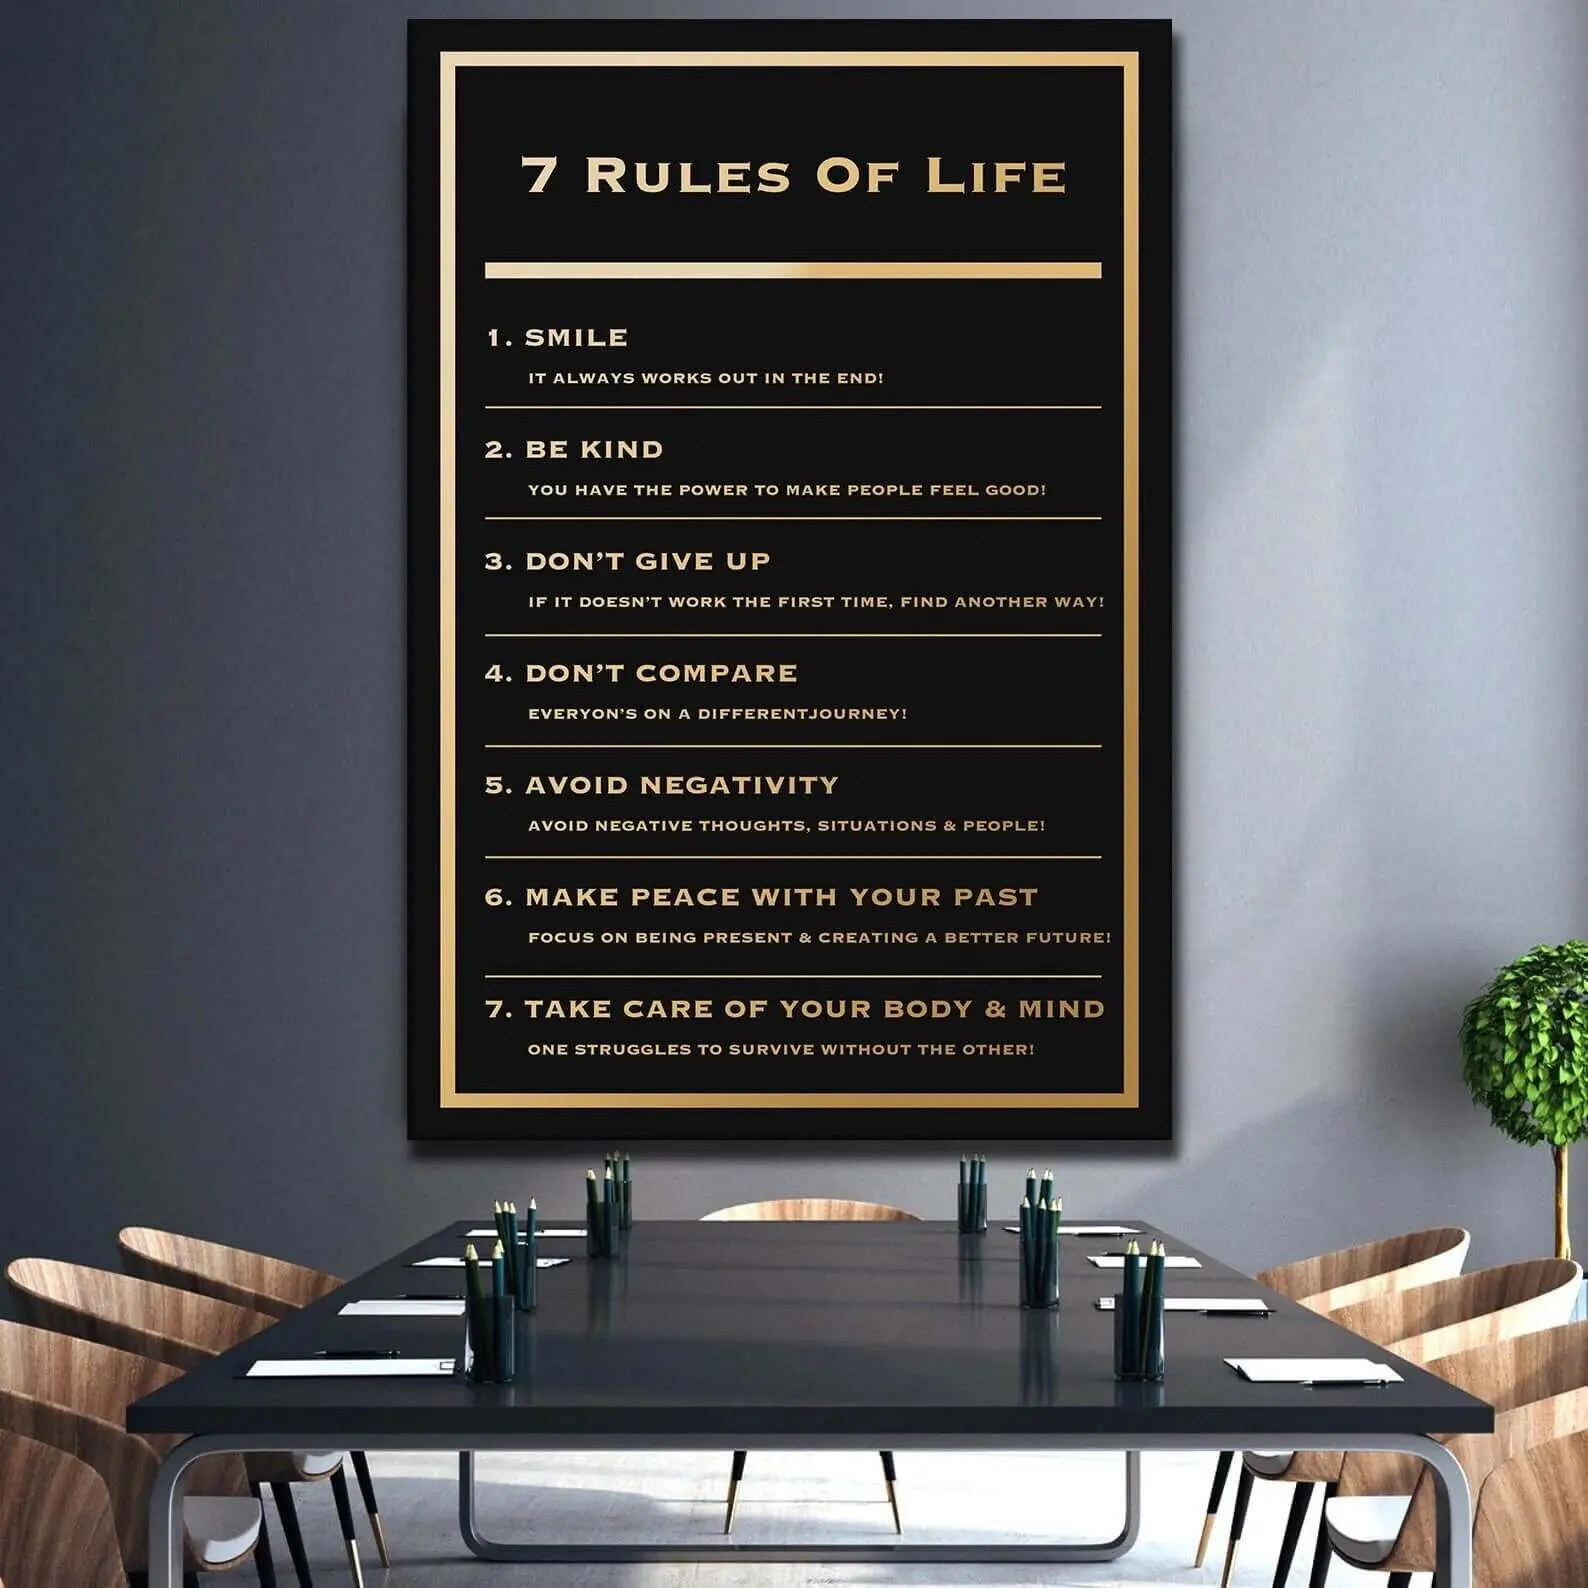 7 Rules Of Life
1. SMILE
IT ALWAYS WORKS OUT IN THE END!
2. BE KIND
YOU HAVE THE POWER TO MAKE PEOPLE FEEL GOOD!
3. DON'T GIVE UP
IF IT DOESN'T WORK THE FIRST TIME, FIND ANOTHER WAY!
4. DON'T COMPARE
EVERYON'S ON A DIFFERENTJOURNEY!
5. AVOID NEGATIVITY
AVOID NEGATIVE THOUGHTS, SITUATIONS & PEOPLE!
6. MAKE PEACE WITH YOUR PAST
FOCUS ON BEING PRESENT & CREATING A BETTER FUTURE!
7. TAKE CARE OF YOUR BODY & MIND
ONE STRUGGLES TO SURVIVE WITHOUT THE OTHER!